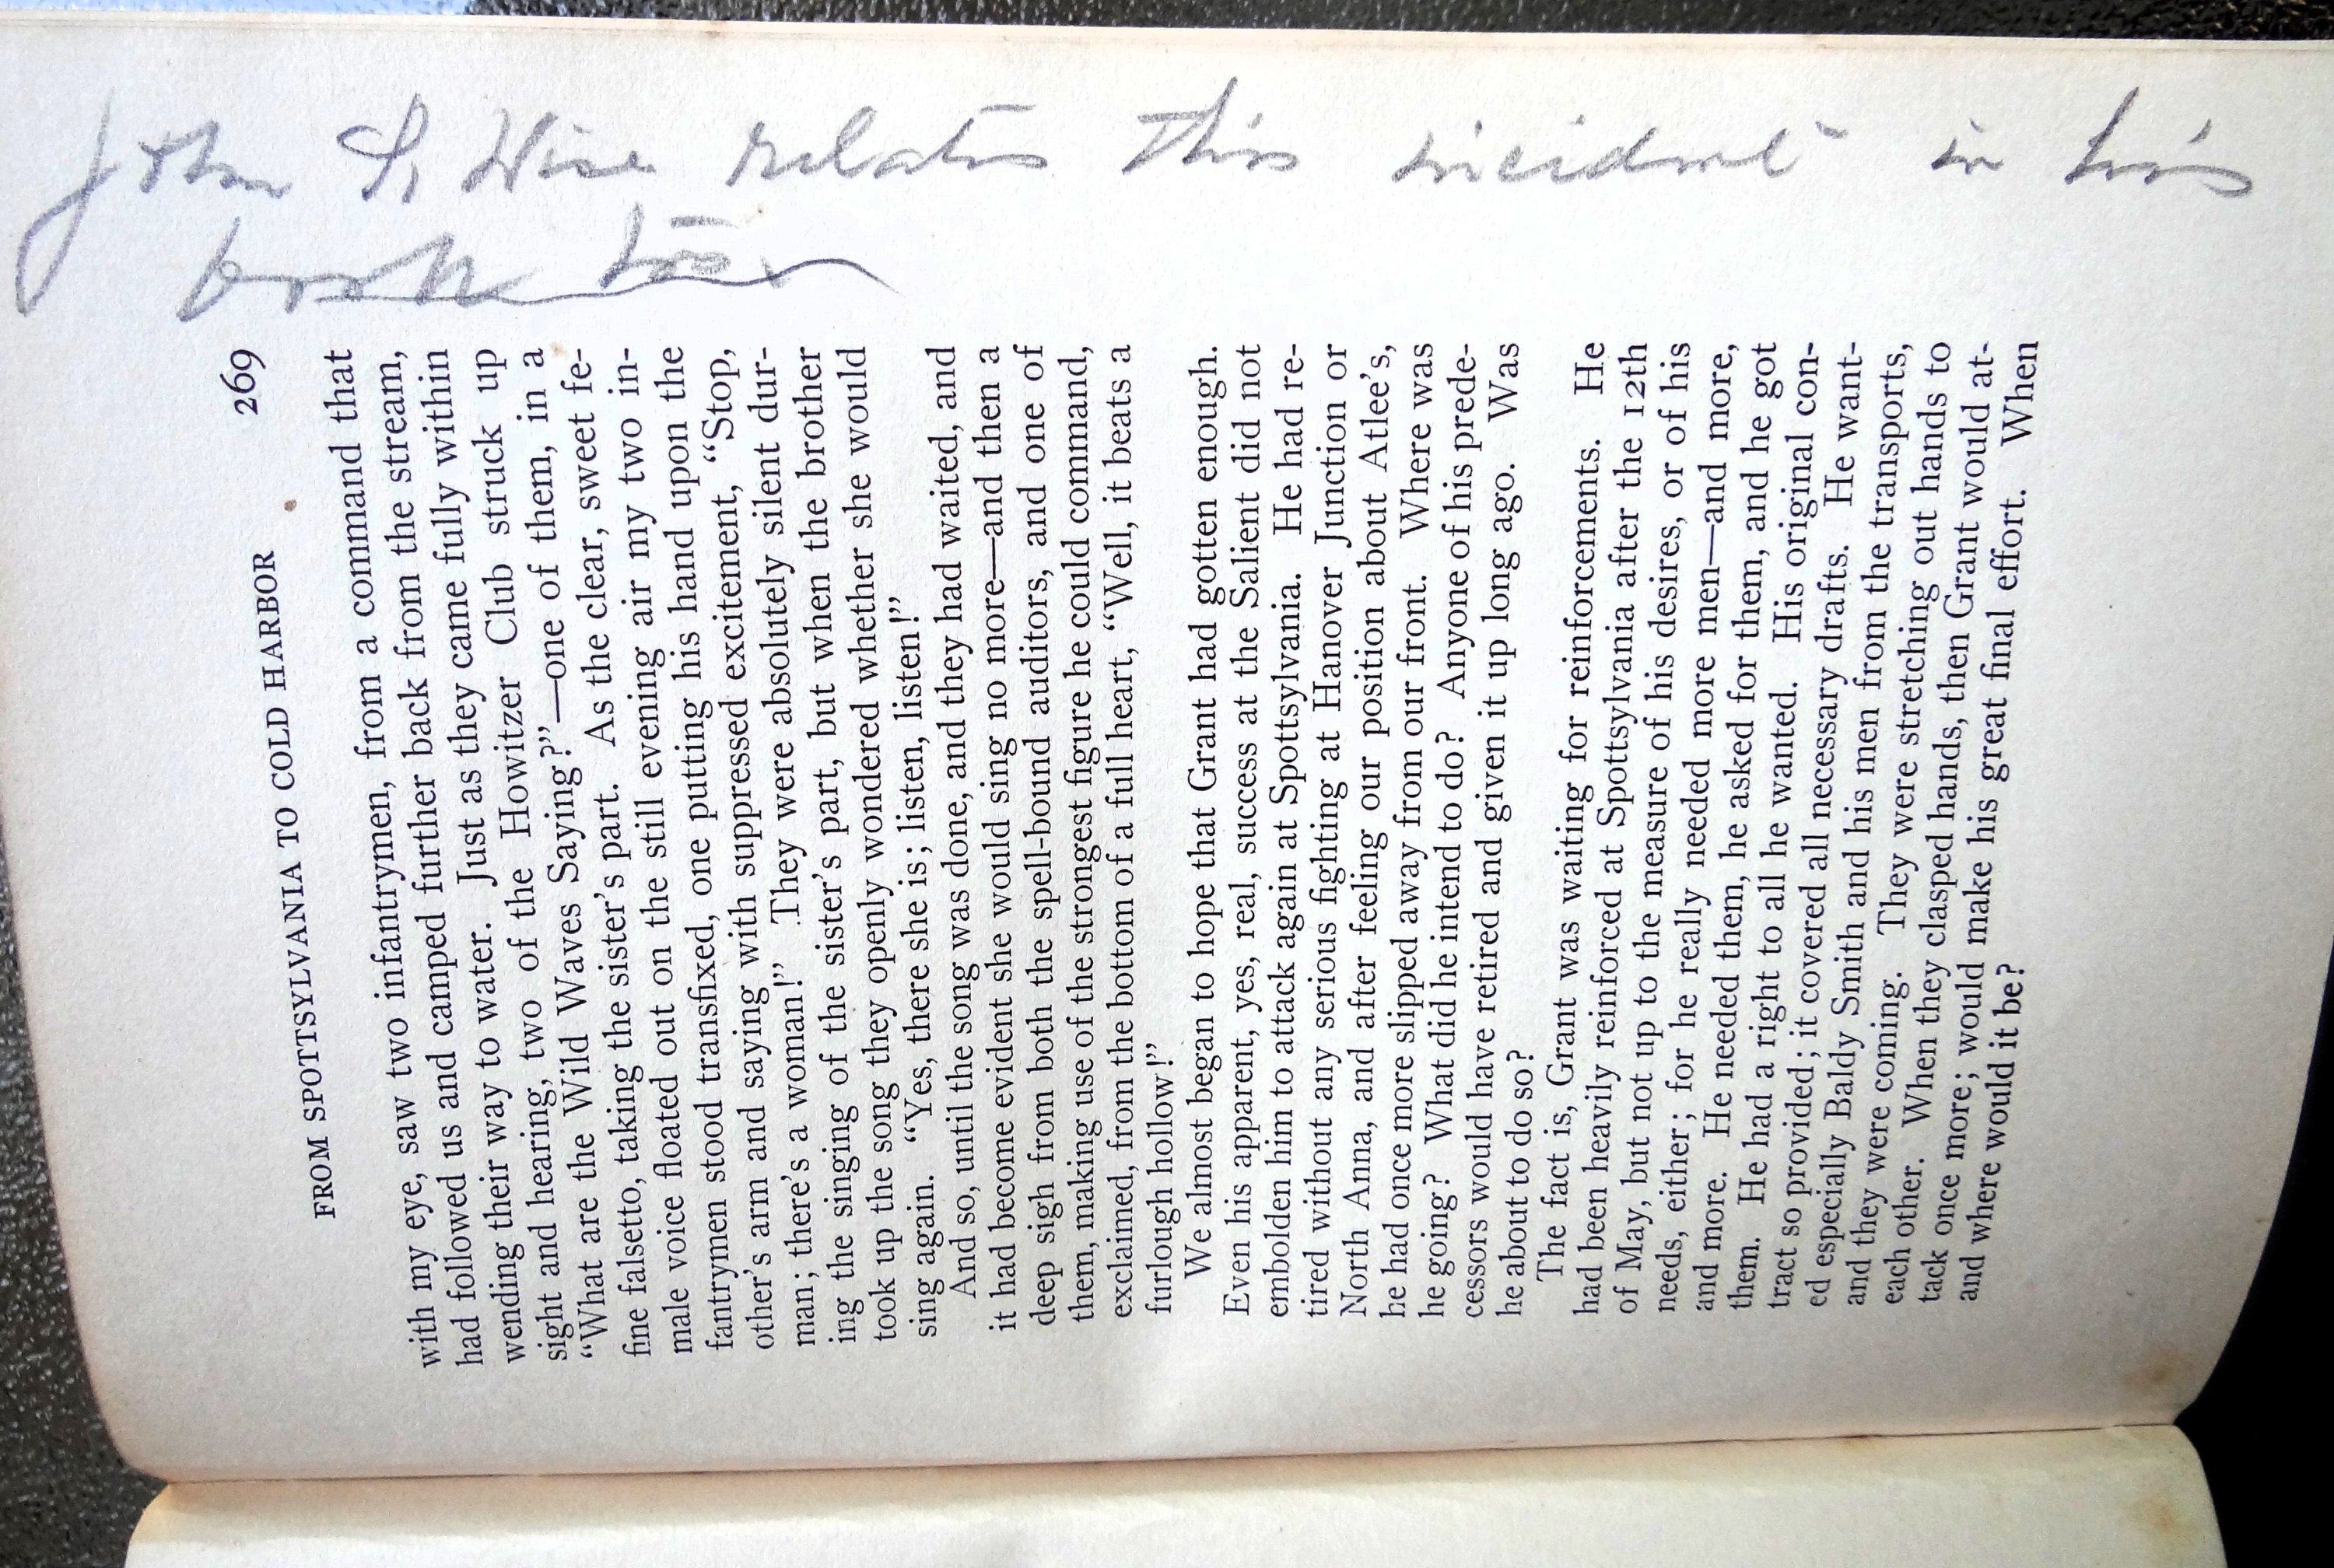 John S. Wise relates this incident in his
book too.
FROM SPOTTSYLVANIA TO COLD HARBOR 269
with my eye, saw two infantrymen, from a command that
had followed us and camped further back from the stream,
wending their way to water. Just as they came fully within
sight and hearing, two of the Howitzer Club struck up
“What are the Wild Waves Saying?”—one of them, in a
fine falsetto, taking the sister’s part. As the clear, sweet fe-
male voice floated out on the still evening air my two in-
fantrymen stood transfixed, one putting his hand upon the
other’s arm and saying with suppressed excitement, “Stop,
man; there’s a woman!” They were absolutely silent dur-
ing the singing of the sister’s part, but when the brother
took up the song they openly wondered whether she would
sing again. “Yes, there she is; listen, listen!”
And so, until the song was done, and they had waited, and
it had become evident she would sing no more—and then a
deep sigh from both the spell-bound auditors, and one of
them, making use of the strongest figure he could command,
exclaimed, from the bottom of a full heart, “Well, it beats a
furlough hollow!”
We almost began to hope that Grant had gotten enough.
Even his apparent, yes, real, success at the Salient did not
embolden him to attack again at Spottsylvania. He had re-
tired without any serious fighting at Hanover Junction or
North Anna, and after feeling our position about Atlee’s,
he had once more slipped away from our front. Where was
he going? What did he intend to do? Anyone of his prede-
cessors would have retired and given it up long ago. Was
he about to do so?
The fact is, Grant was waiting for reinforcements. He
had been heavily reinforced at Spottsylvania after the 12th
of May, but not up to the measure of his desires, or of his
needs, either; for he really needed more men—and more,
and more. He needed them, he asked for them, and he got
them. He had a right to all he wanted. His original con-
tract so provided; it covered all necessary drafts. He want-
ed especially Baldy Smith and his men from the transports,
and they were coming. They were stretching out hands to
each other. When they clasped hands, then Grant would at-
tack once more; would make his great final effort. When
and where would it be?